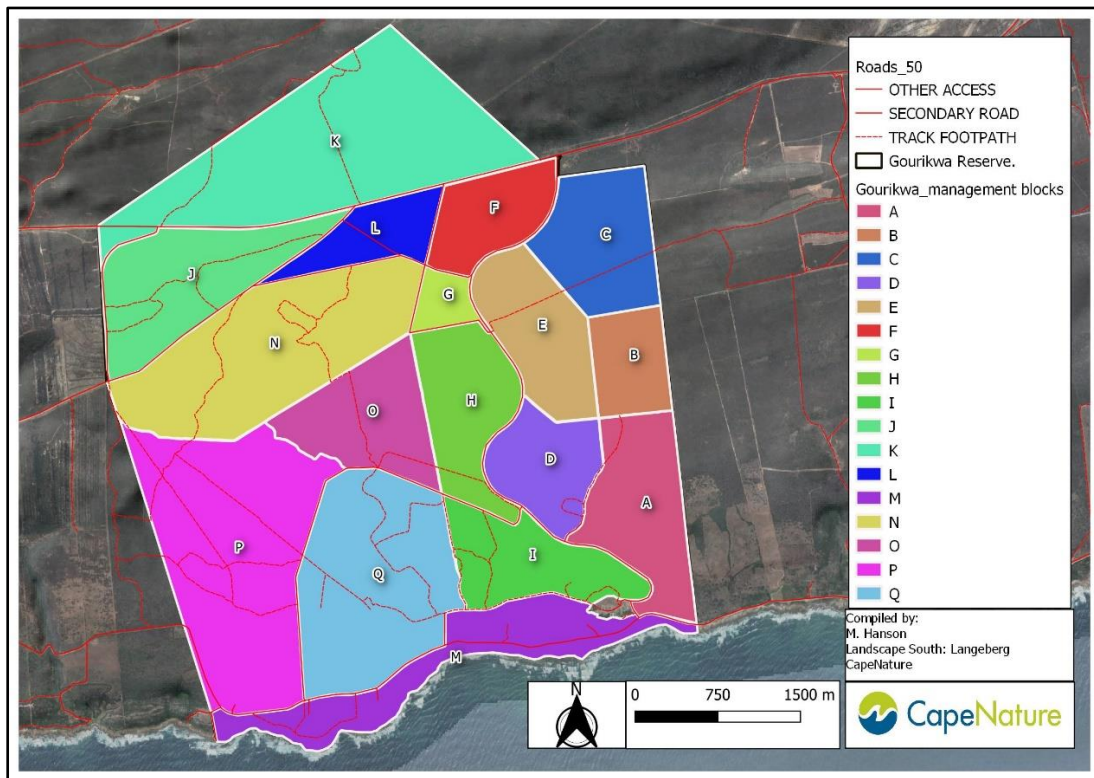 K
F
L
C
J
G
E
N
B
H
O
D
A
P
I
Q
M
Roads_50
OTHER ACCESS
SECONDARY ROAD
TRACK FOOTPATH
Gourikwa Reserve.
Gourikwa_management blocks
A
B
C
D
E
F
G
H
I
J
K
L
M
N
O
P
Q
Compiled by:
M. Hanson
Landscape South: Langeberg
CapeNature
N
0 750 1500 m
CapeNature